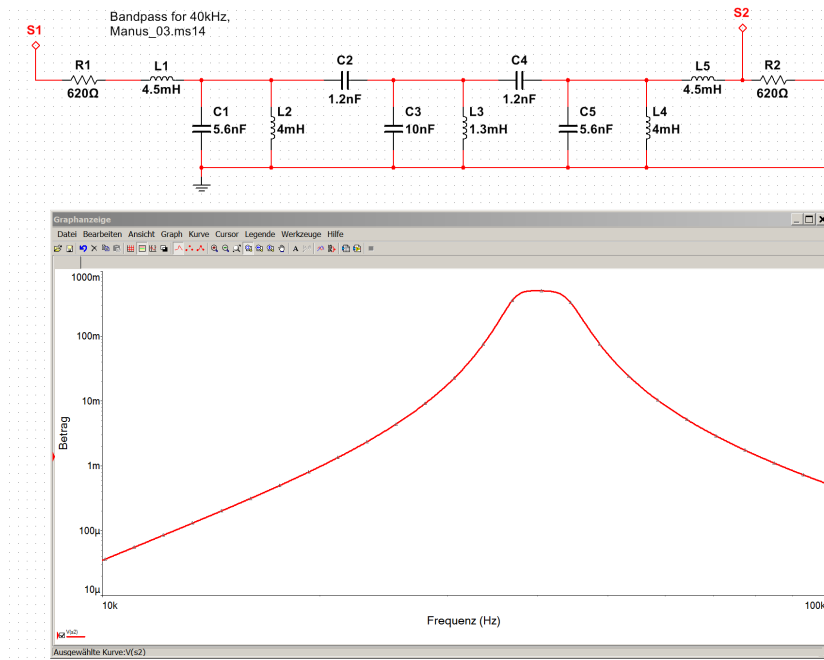 Bandpass for 40kHz,
Manus_03.ms14
S1
S2
R1
620Ω
L1
4.5mH
C1
5.6nF
L2
4mH
C2
1.2nF
C3
10nF
L3
1.3mH
C4
1.2nF
C5
5.6nF
L4
4mH
L5
4.5mH
R2
620Ω
Graphanzeige
Datei Bearbeiten Ansicht Graph Kurve Cursor Legende Werkzeuge Hilfe
1000m
100m
10m
1m
100µ
10µ
Betrag
10k
100k
Frequenz (Hz)
V(s2)
Ausgewählte Kurve:V(s2)